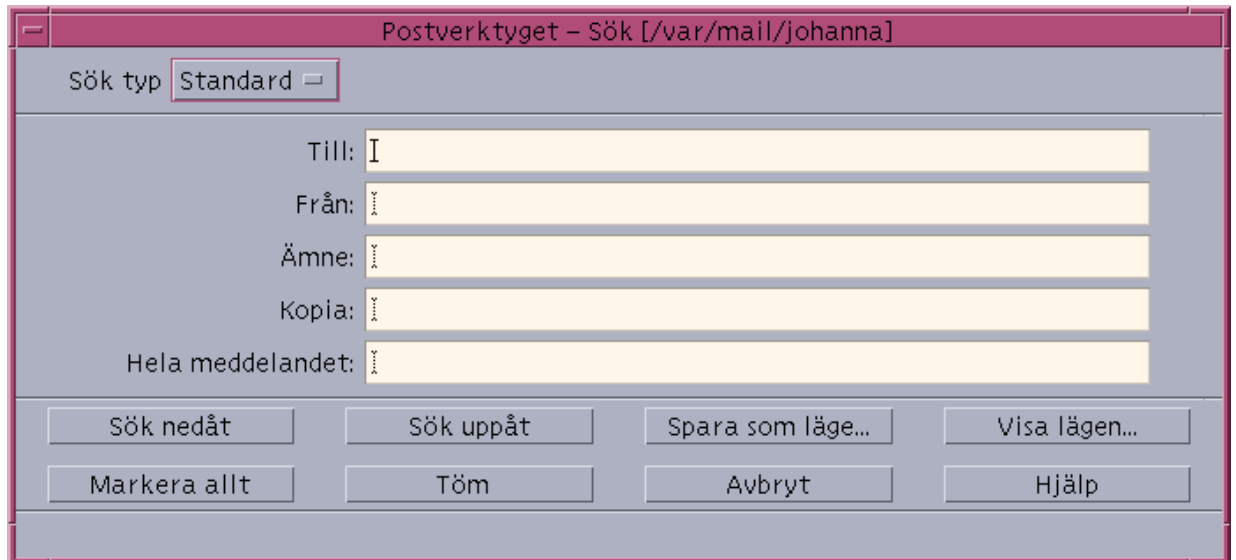 Postverktyget – Sök [/var/mail/johanna]
Sök typ Standard
Till:
Från:
Ämne:
Kopia:
Hela meddelandet:
Sök nedåt Sök uppåt Spara som läge... Visa lägen...
Markera allt Töm Avbryt Hjälp